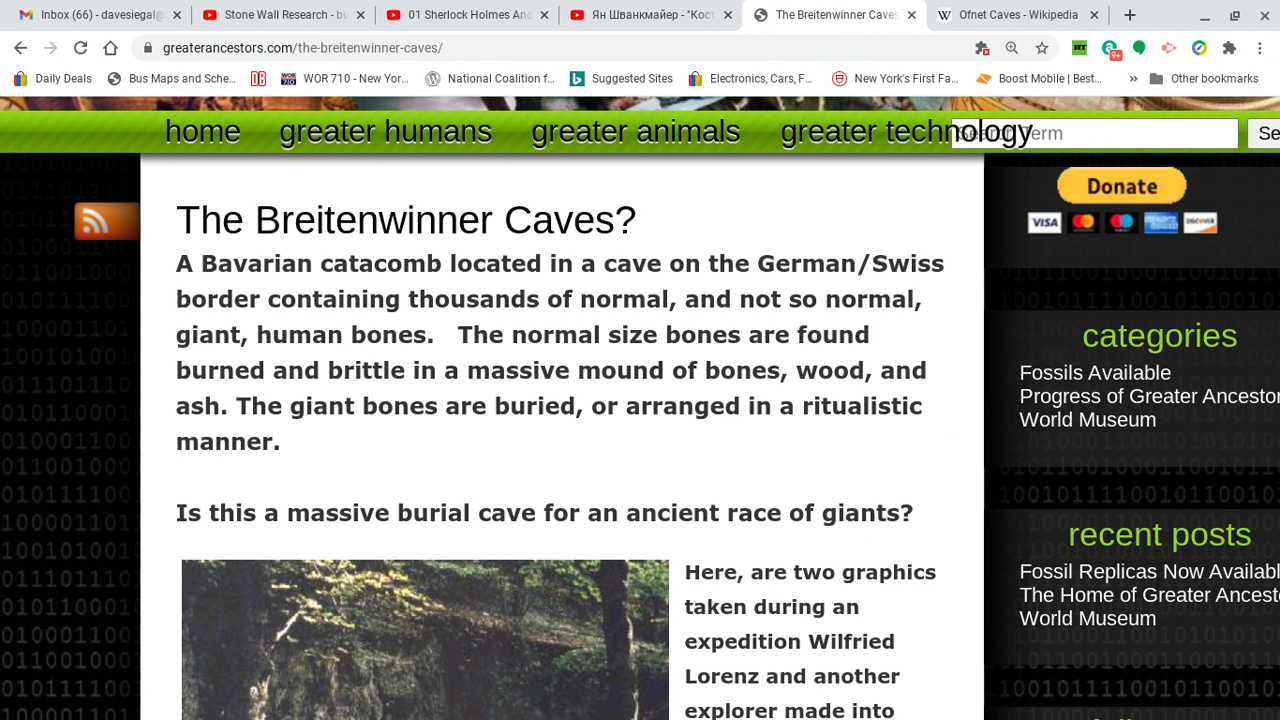 Inbox (66) - davesiegal@
Stone Wall Research - bu
01 Sherlock Holmes And
Ян Шванкмайер - "Кост
The Breitenwinner Caves
Ofnet Caves - Wikipedia
greaterancestors.com/the-breitenwinner-caves/
Daily Deals
Bus Maps and Sche...
WOR 710 - New Yor...
National Coalition f...
Suggested Sites
Electronics, Cars, F...
New York's First Fa...
Boost Mobile | Best...
Other bookmarks
home
greater humans
greater animals
greater technology
Search Term
Se
Donate
VISA
DISCOVER
The Breitenwinner Caves?
A Bavarian catacomb located in a cave on the German/Swiss
border containing thousands of normal, and not so normal,
giant, human bones. The normal size bones are found
burned and brittle in a massive mound of bones, wood, and
ash. The giant bones are buried, or arranged in a ritualistic
manner.
Is this a massive burial cave for an ancient race of giants?
Here, are two graphics
taken during an
expedition Wilfried
Lorenz and another
explorer made into
categories
Fossils Available
Progress of Greater Ancestor
World Museum
recent posts
Fossil Replicas Now Availabl
The Home of Greater Ancest
World Museum